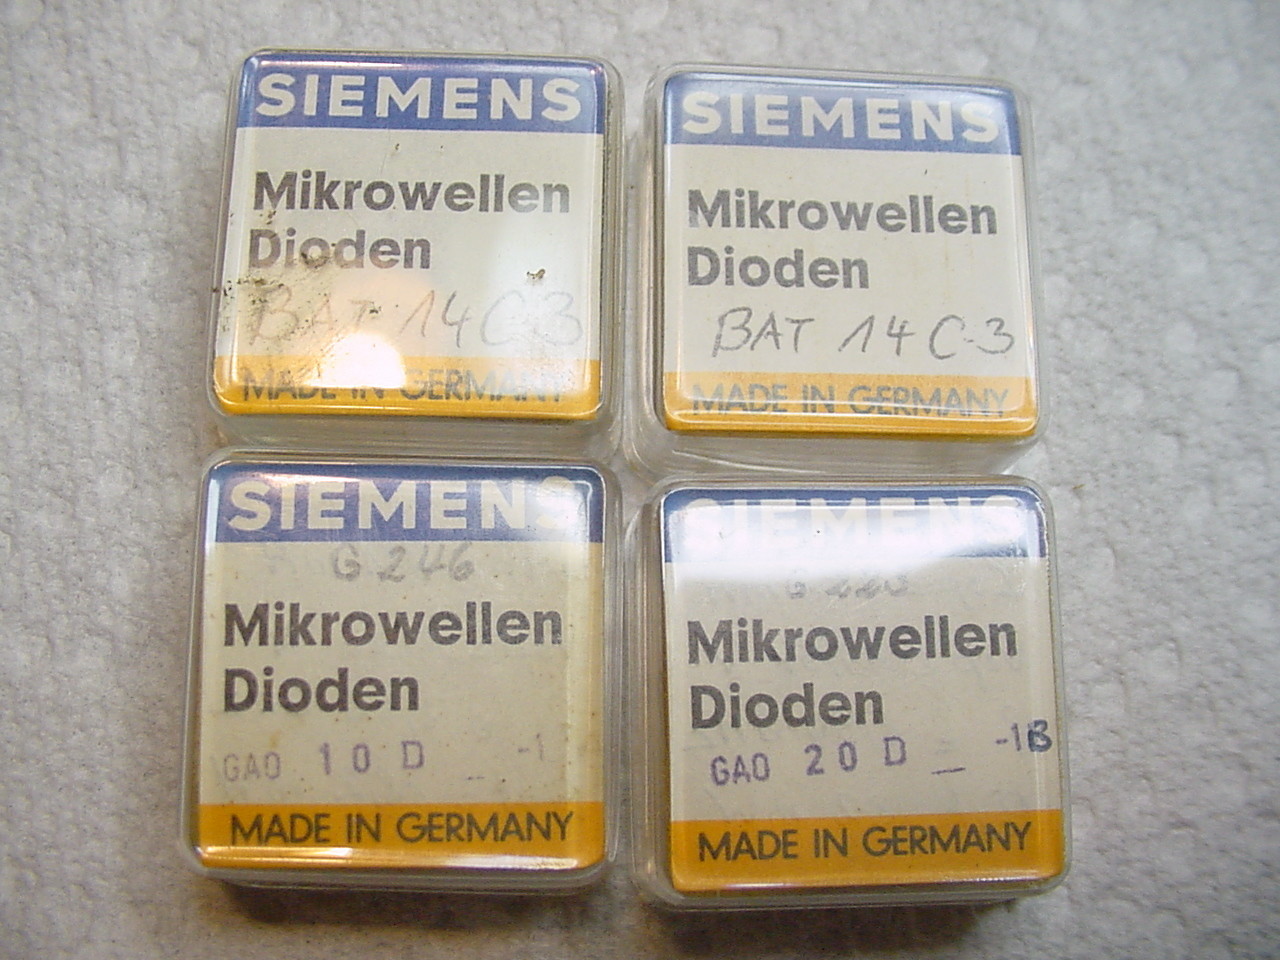 SIEMENS
Mikrowellen
Dioden
BAT 14 C-3
MADE IN GERMANY
SIEMENS
Mikrowellen
Dioden
BAT 14 C-3
MADE IN GERMANY
SIEMENS
G 246
Mikrowellen
Dioden
GAO 10 D _ -1
MADE IN GERMANY
SIEMENS
Mikrowellen
Dioden
GAO 20 D _ -1B
MADE IN GERMANY